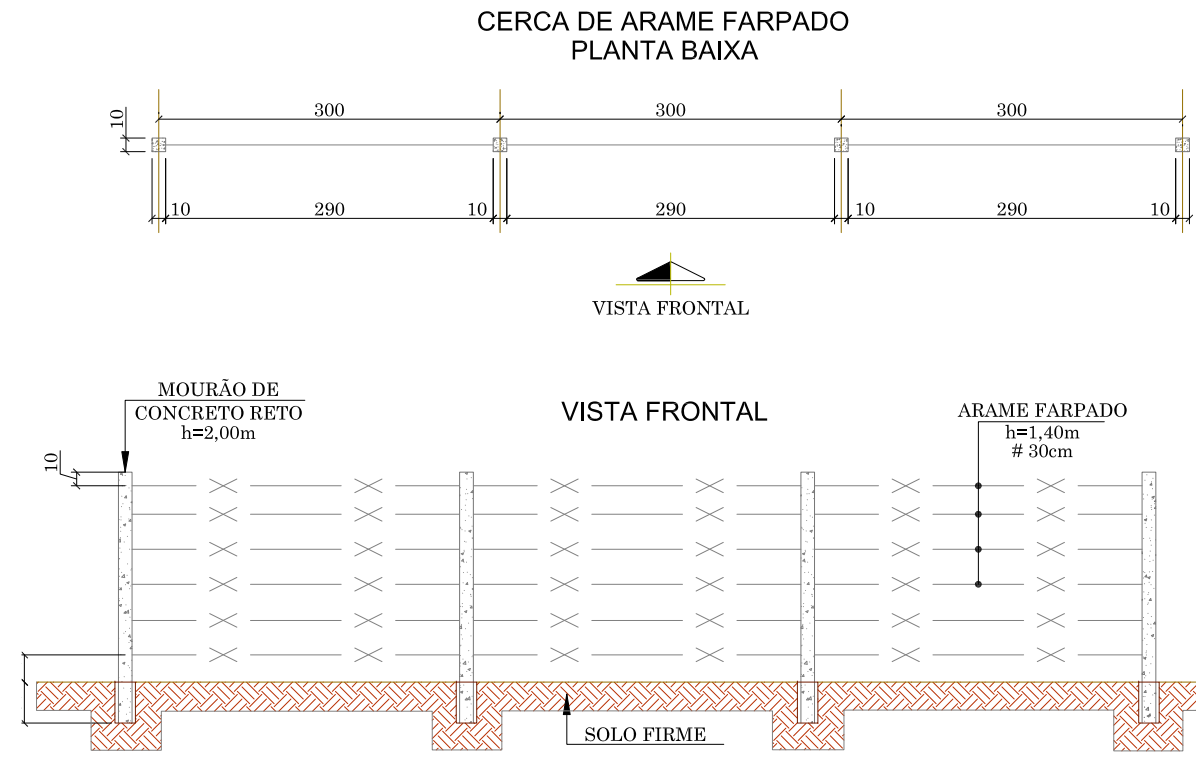 CERCA DE ARAME FARPADO
PLANTA BAIXA
300 300 300
10
10 290 10 290 10 290 10
VISTA FRONTAL
MOURÃO DE
CONCRETO RETO
h=2,00m
VISTA FRONTAL
ARAME FARPADO
h=1,40m
# 30cm
10
SOLO FIRME